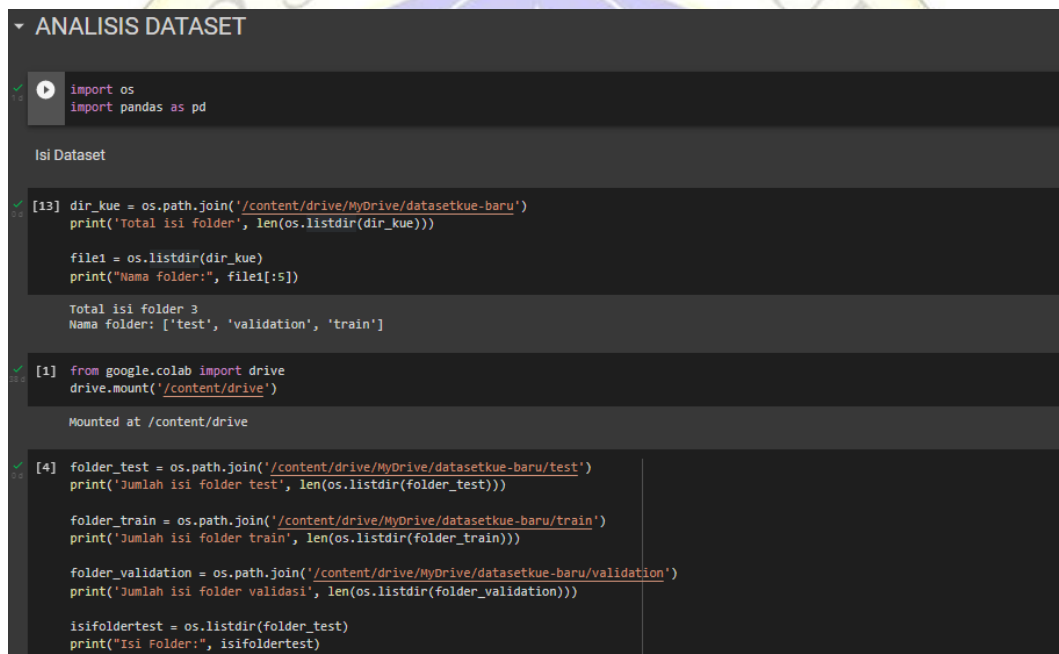 ANALISIS DATASET
import os
import pandas as pd
Isi Dataset
[13] dir_kue = os.path.join('/content/drive/MyDrive/datasetkue-baru')
print('Total isi folder', len(os.listdir(dir_kue)))
file1 = os.listdir(dir_kue)
print("Nama folder:", file1[:5])
Total isi folder 3
Nama folder: ['test', 'validation', 'train']
[1] from google.colab import drive
drive.mount('/content/drive')
Mounted at /content/drive
[4] folder_test = os.path.join('/content/drive/MyDrive/datasetkue-baru/test')
print('Jumlah isi folder test', len(os.listdir(folder_test)))
folder_train = os.path.join('/content/drive/MyDrive/datasetkue-baru/train')
print('Jumlah isi folder train', len(os.listdir(folder_train)))
folder_validation = os.path.join('/content/drive/MyDrive/datasetkue-baru/validation')
print('Jumlah isi folder validasi', len(os.listdir(folder_validation)))
isifoldertest = os.listdir(folder_test)
print("Isi Folder:", isifoldertest)